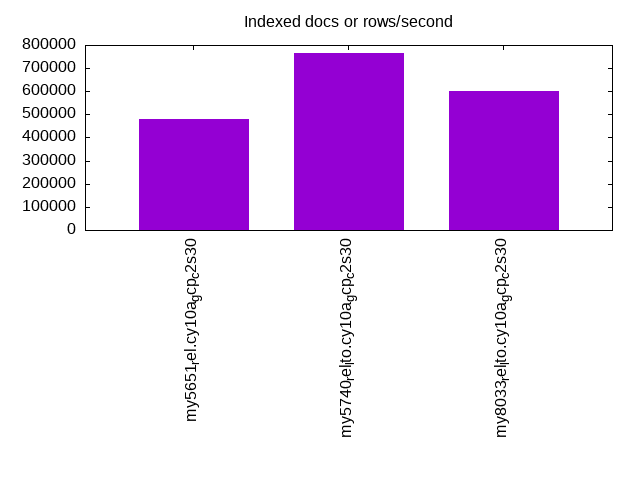 Indexed docs or rows/second
800000
700000
600000
500000
400000
300000
200000
100000
0
my5651rel.cy10agcpc2s30
my5740rellto.cy10agcpc2s30
my8033rellto.cy10agcpc2s30